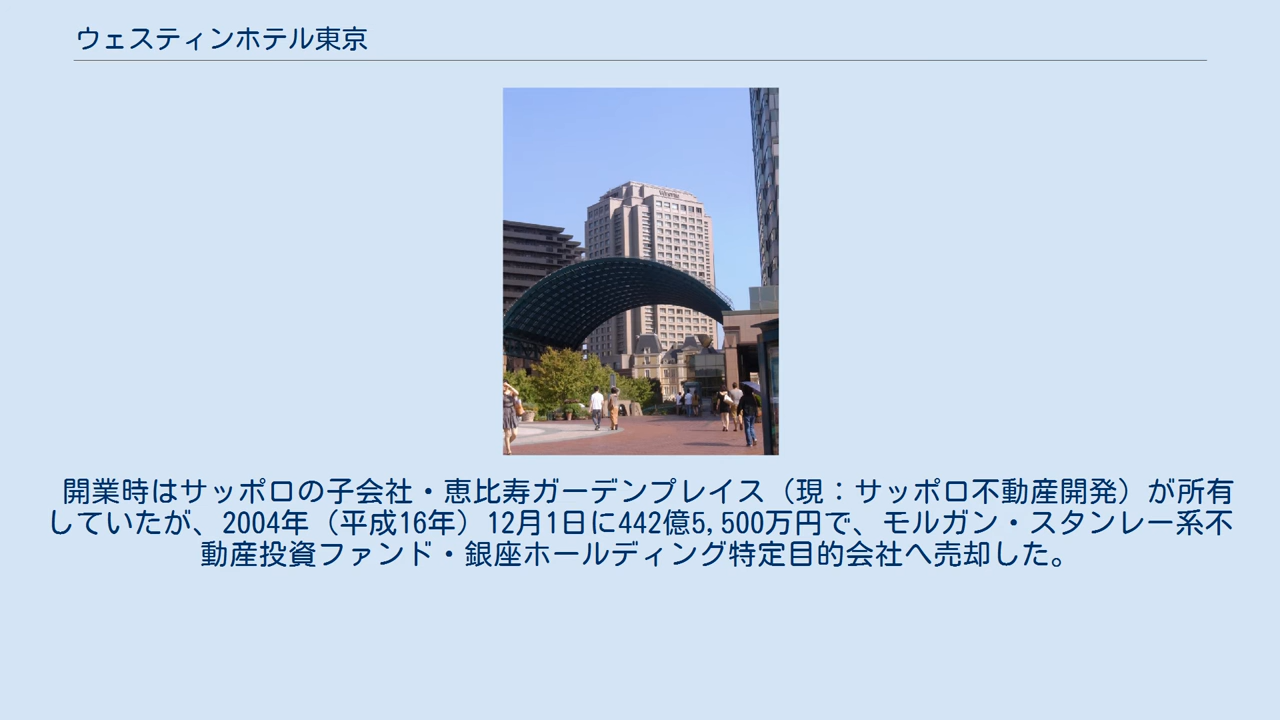 ウェスティンホテル東京
開業時はサッポロの子会社・恵比寿ガーデンプレイス（現：サッポロ不動産開発）が所有
していたが、2004年（平成16年）12月1日に442億5,500万円で、モルガン・スタンレー系不
動産投資ファンド・銀座ホールディング特定目的会社へ売却した。